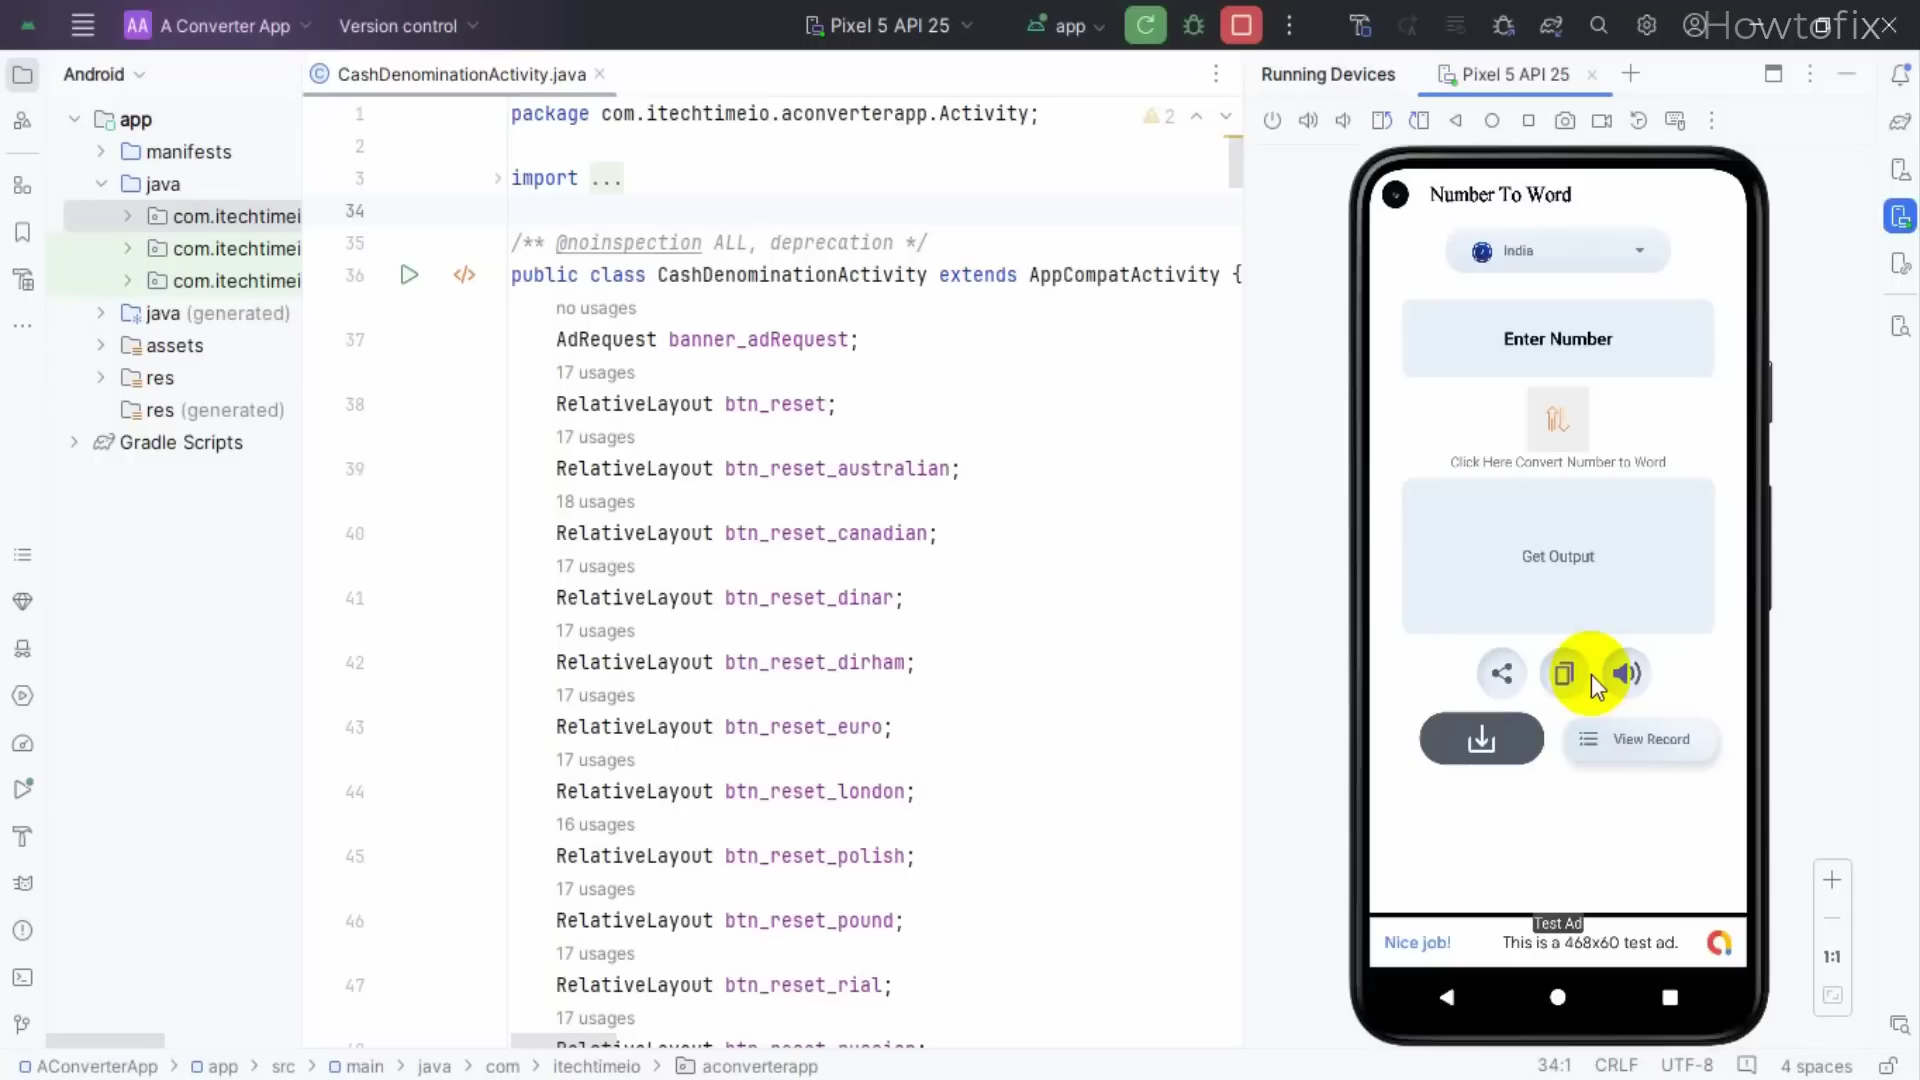 AA A Converter App
Version control
Pixel 5 API 25
app
Howtofixx
Android
CashDenominationActivity.java
Running Devices
Pixel 5 API 25
app
manifests
java
com.itechtimei
com.itechtimei
com.itechtimei
java (generated)
assets
res
res (generated)
Gradle Scripts
1 package com.itechtimeio.aconverterapp.Activity;
2
2
3 import ...
34
35 /** @noinspection ALL, deprecation */
36 public class CashDenominationActivity extends AppCompatActivity {
no usages
37 AdRequest banner_adRequest;
17 usages
38 RelativeLayout btn_reset;
17 usages
39 RelativeLayout btn_reset_australian;
18 usages
40 RelativeLayout btn_reset_canadian;
17 usages
41 RelativeLayout btn_reset_dinar;
17 usages
42 RelativeLayout btn_reset_dirham;
17 usages
43 RelativeLayout btn_reset_euro;
17 usages
44 RelativeLayout btn_reset_london;
16 usages
45 RelativeLayout btn_reset_polish;
17 usages
46 RelativeLayout btn_reset_pound;
17 usages
47 RelativeLayout btn_reset_rial;
17 usages
Number To Word
India
Enter Number
Click Here Convert Number to Word
Get Output
View Record
Test Ad
Nice job!
This is a 468x60 test ad.
1:1
AConverterApp > app > src > main > java > com > itechtimeio > aconverterapp
34:1 CRLF UTF-8 4 spaces